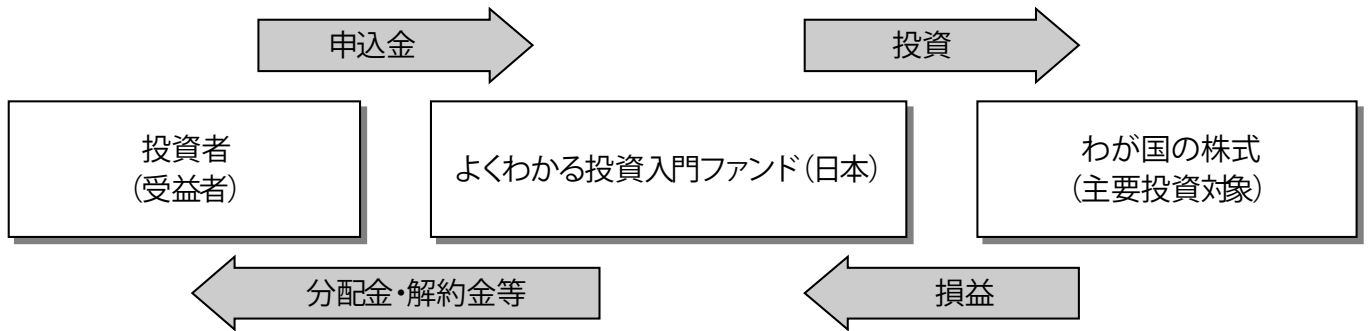 申込金
投資
投資者
（受益者）
よくわかる投資入門ファンド（日本）
わが国の株式
（主要投資対象）
分配金・解約金等
損益